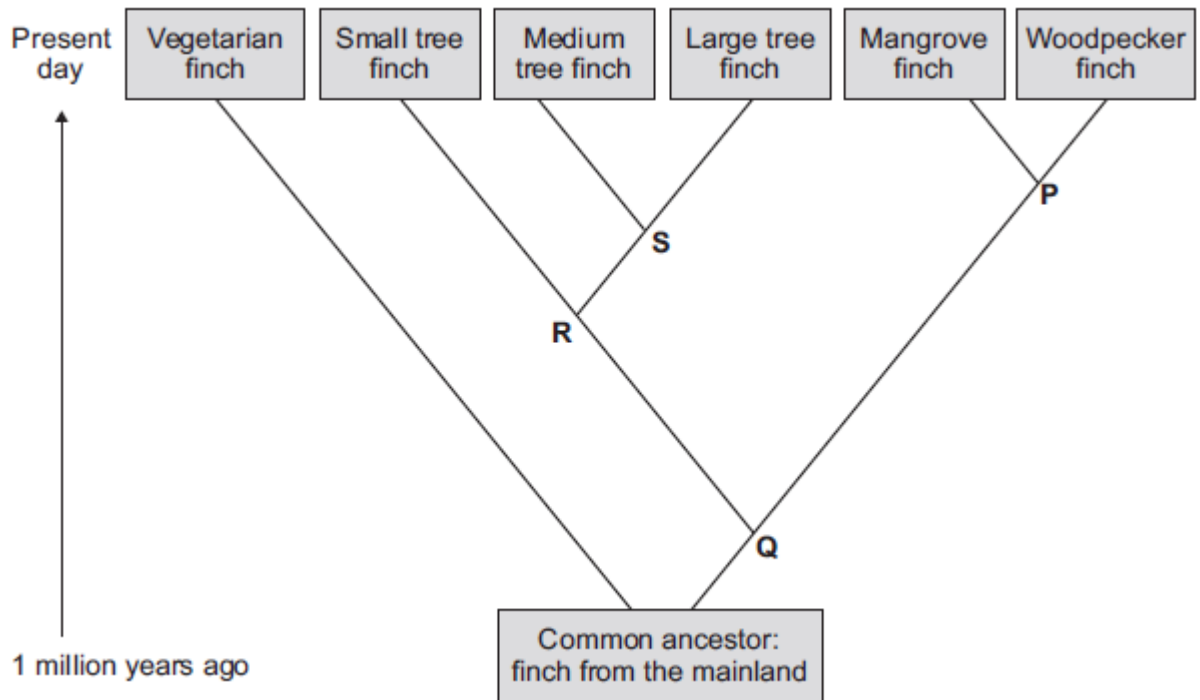 Present
day
Vegetarian
finch
Small tree
finch
Medium
tree finch
Large tree
finch
Mangrove
finch
Woodpecker
finch
P
S
R
Q
Common ancestor:
finch from the mainland
1 million years ago